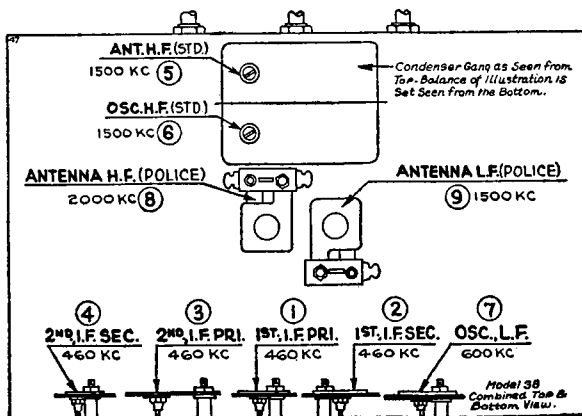 47
ANT. H.F. (STD.)
1500 KC 5
Condenser Gang as Seen from
Top. Balance of Illustration is
Set Seen from the Bottom.
OSC. H.F. (STD)
1500 KC 6
ANTENNA H.F. (POLICE)
2000 KC 8
ANTENNA L.F. (POLICE)
9 1500 KC
4
2ND, I.F. SEC.
460 KC
3
2ND, I.F. PRI.
460 KC
1
1ST, I.F. PRI.
460 KC
2
1ST, I.F. SEC.
460 KC
7
OSC., L.F.
600 KC
Model 38
Combined Top &
Bottom View.